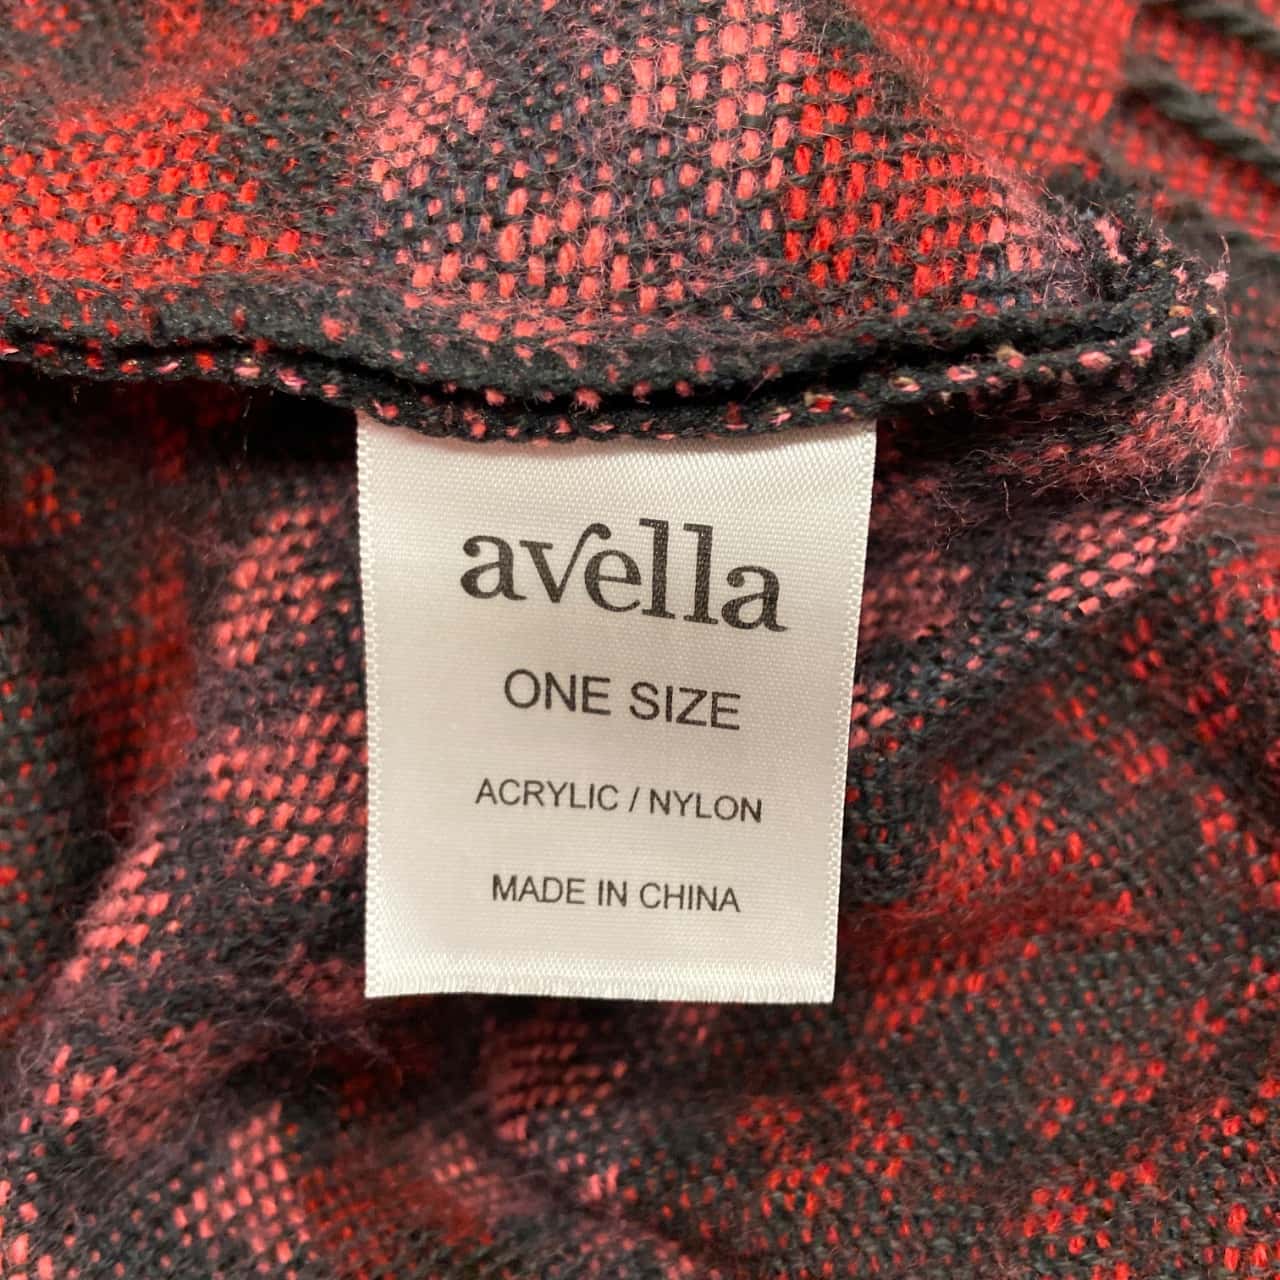 avella
ONE SIZE
ACRYLIC / NYLON
MADE IN CHINA